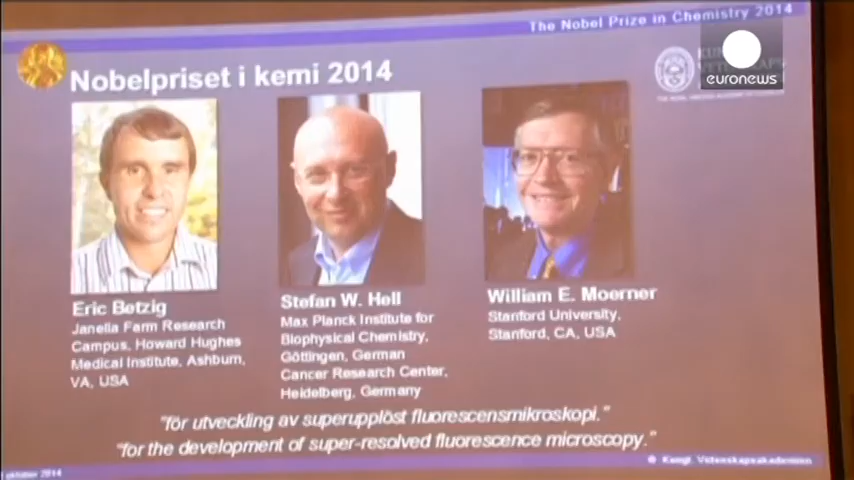 The Nobel Prize in Chemistry 2014
euronews
Nobelpriset i kemi 2014
Eric Betzig
Janelia Farm Research
Campus, Howard Hughes
Medical Institute, Ashburn,
VA, USA
Stefan W. Hell
Max Planck Institute for
Biophysical Chemistry,
Göttingen, German
Cancer Research Center,
Heidelberg, Germany
William E. Moerner
Stanford University,
Stanford, CA, USA
"för utveckling av superupplöst fluorescensmikroskopi."
"for the development of super-resolved fluorescence microscopy."
© Kungl. Vetenskapsakademien
oktober 2014